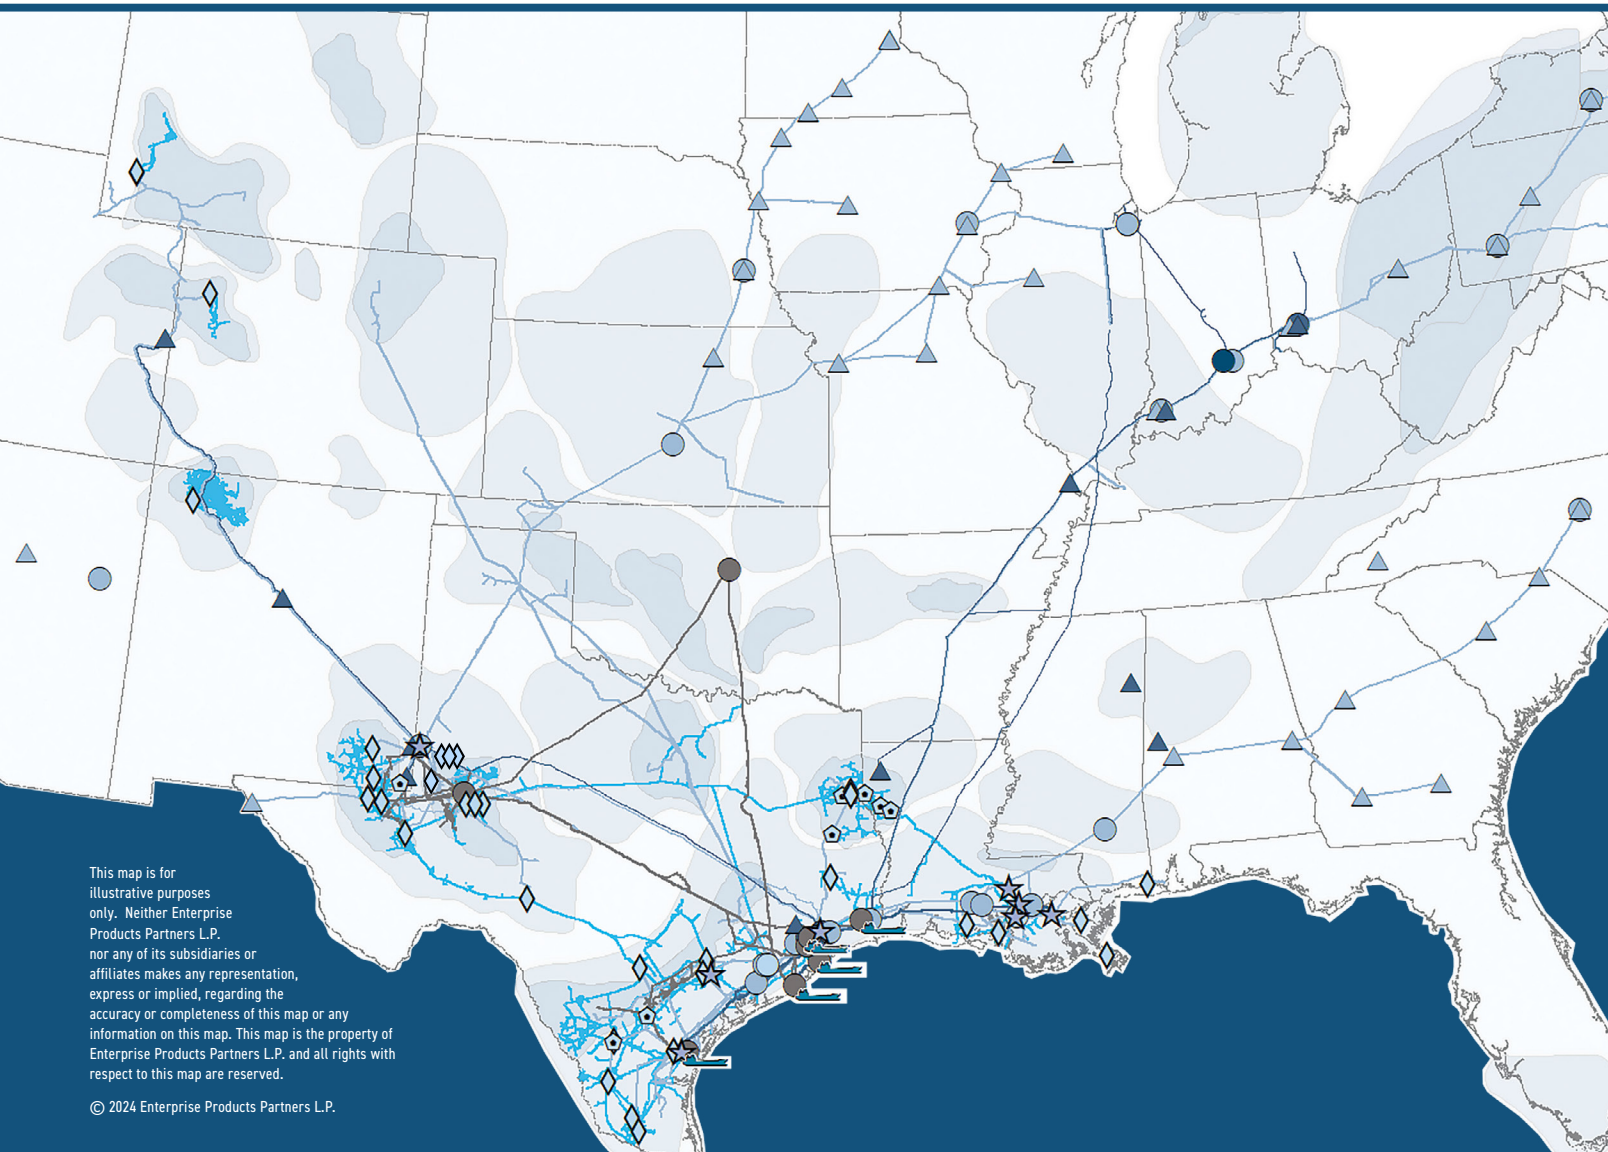 This map is for
illustrative purposes
only.  Neither Enterprise
Products Partners L.P.
nor any of its subsidiaries or
affiliates makes any representation,
express or implied, regarding the
accuracy or completeness of this map or any
information on this map. This map is the property of
Enterprise Products Partners L.P. and all rights with
respect to this map are reserved.
© 2024 Enterprise Products Partners L.P.